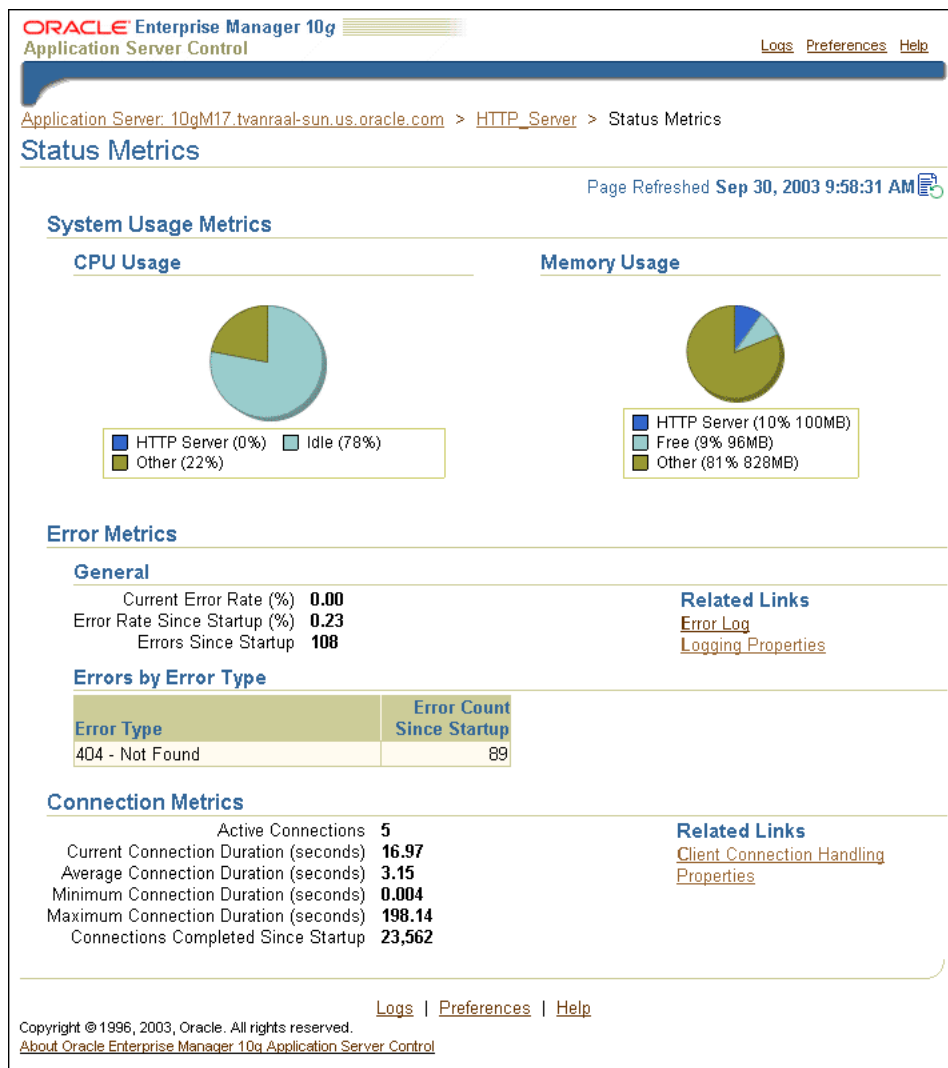 ORACLE Enterprise Manager 10g
Application Server Control
Logs Preferences Help
Application Server: 10gM17.tvanraal-sun.us.oracle.com > HTTP_Server > Status Metrics
Status Metrics
Page Refreshed Sep 30, 2003 9:58:31 AM
System Usage Metrics
CPU Usage
HTTP Server (0%) Idle (78%)
Other (22%)
Memory Usage
HTTP Server (10% 100MB)
Free (9% 96MB)
Other (81% 828MB)
Error Metrics
General
Current Error Rate (%) 0.00
Error Rate Since Startup (%) 0.23
Errors Since Startup 108
Related Links
Error Log
Logging Properties
Errors by Error Type
Error Type Error Count Since Startup
404 - Not Found 89
Connection Metrics
Active Connections 5
Current Connection Duration (seconds) 16.97
Average Connection Duration (seconds) 3.15
Minimum Connection Duration (seconds) 0.004
Maximum Connection Duration (seconds) 198.14
Connections Completed Since Startup 23,562
Related Links
Client Connection Handling
Properties
Logs | Preferences | Help
Copyright © 1996, 2003, Oracle. All rights reserved.
About Oracle Enterprise Manager 10g Application Server Control